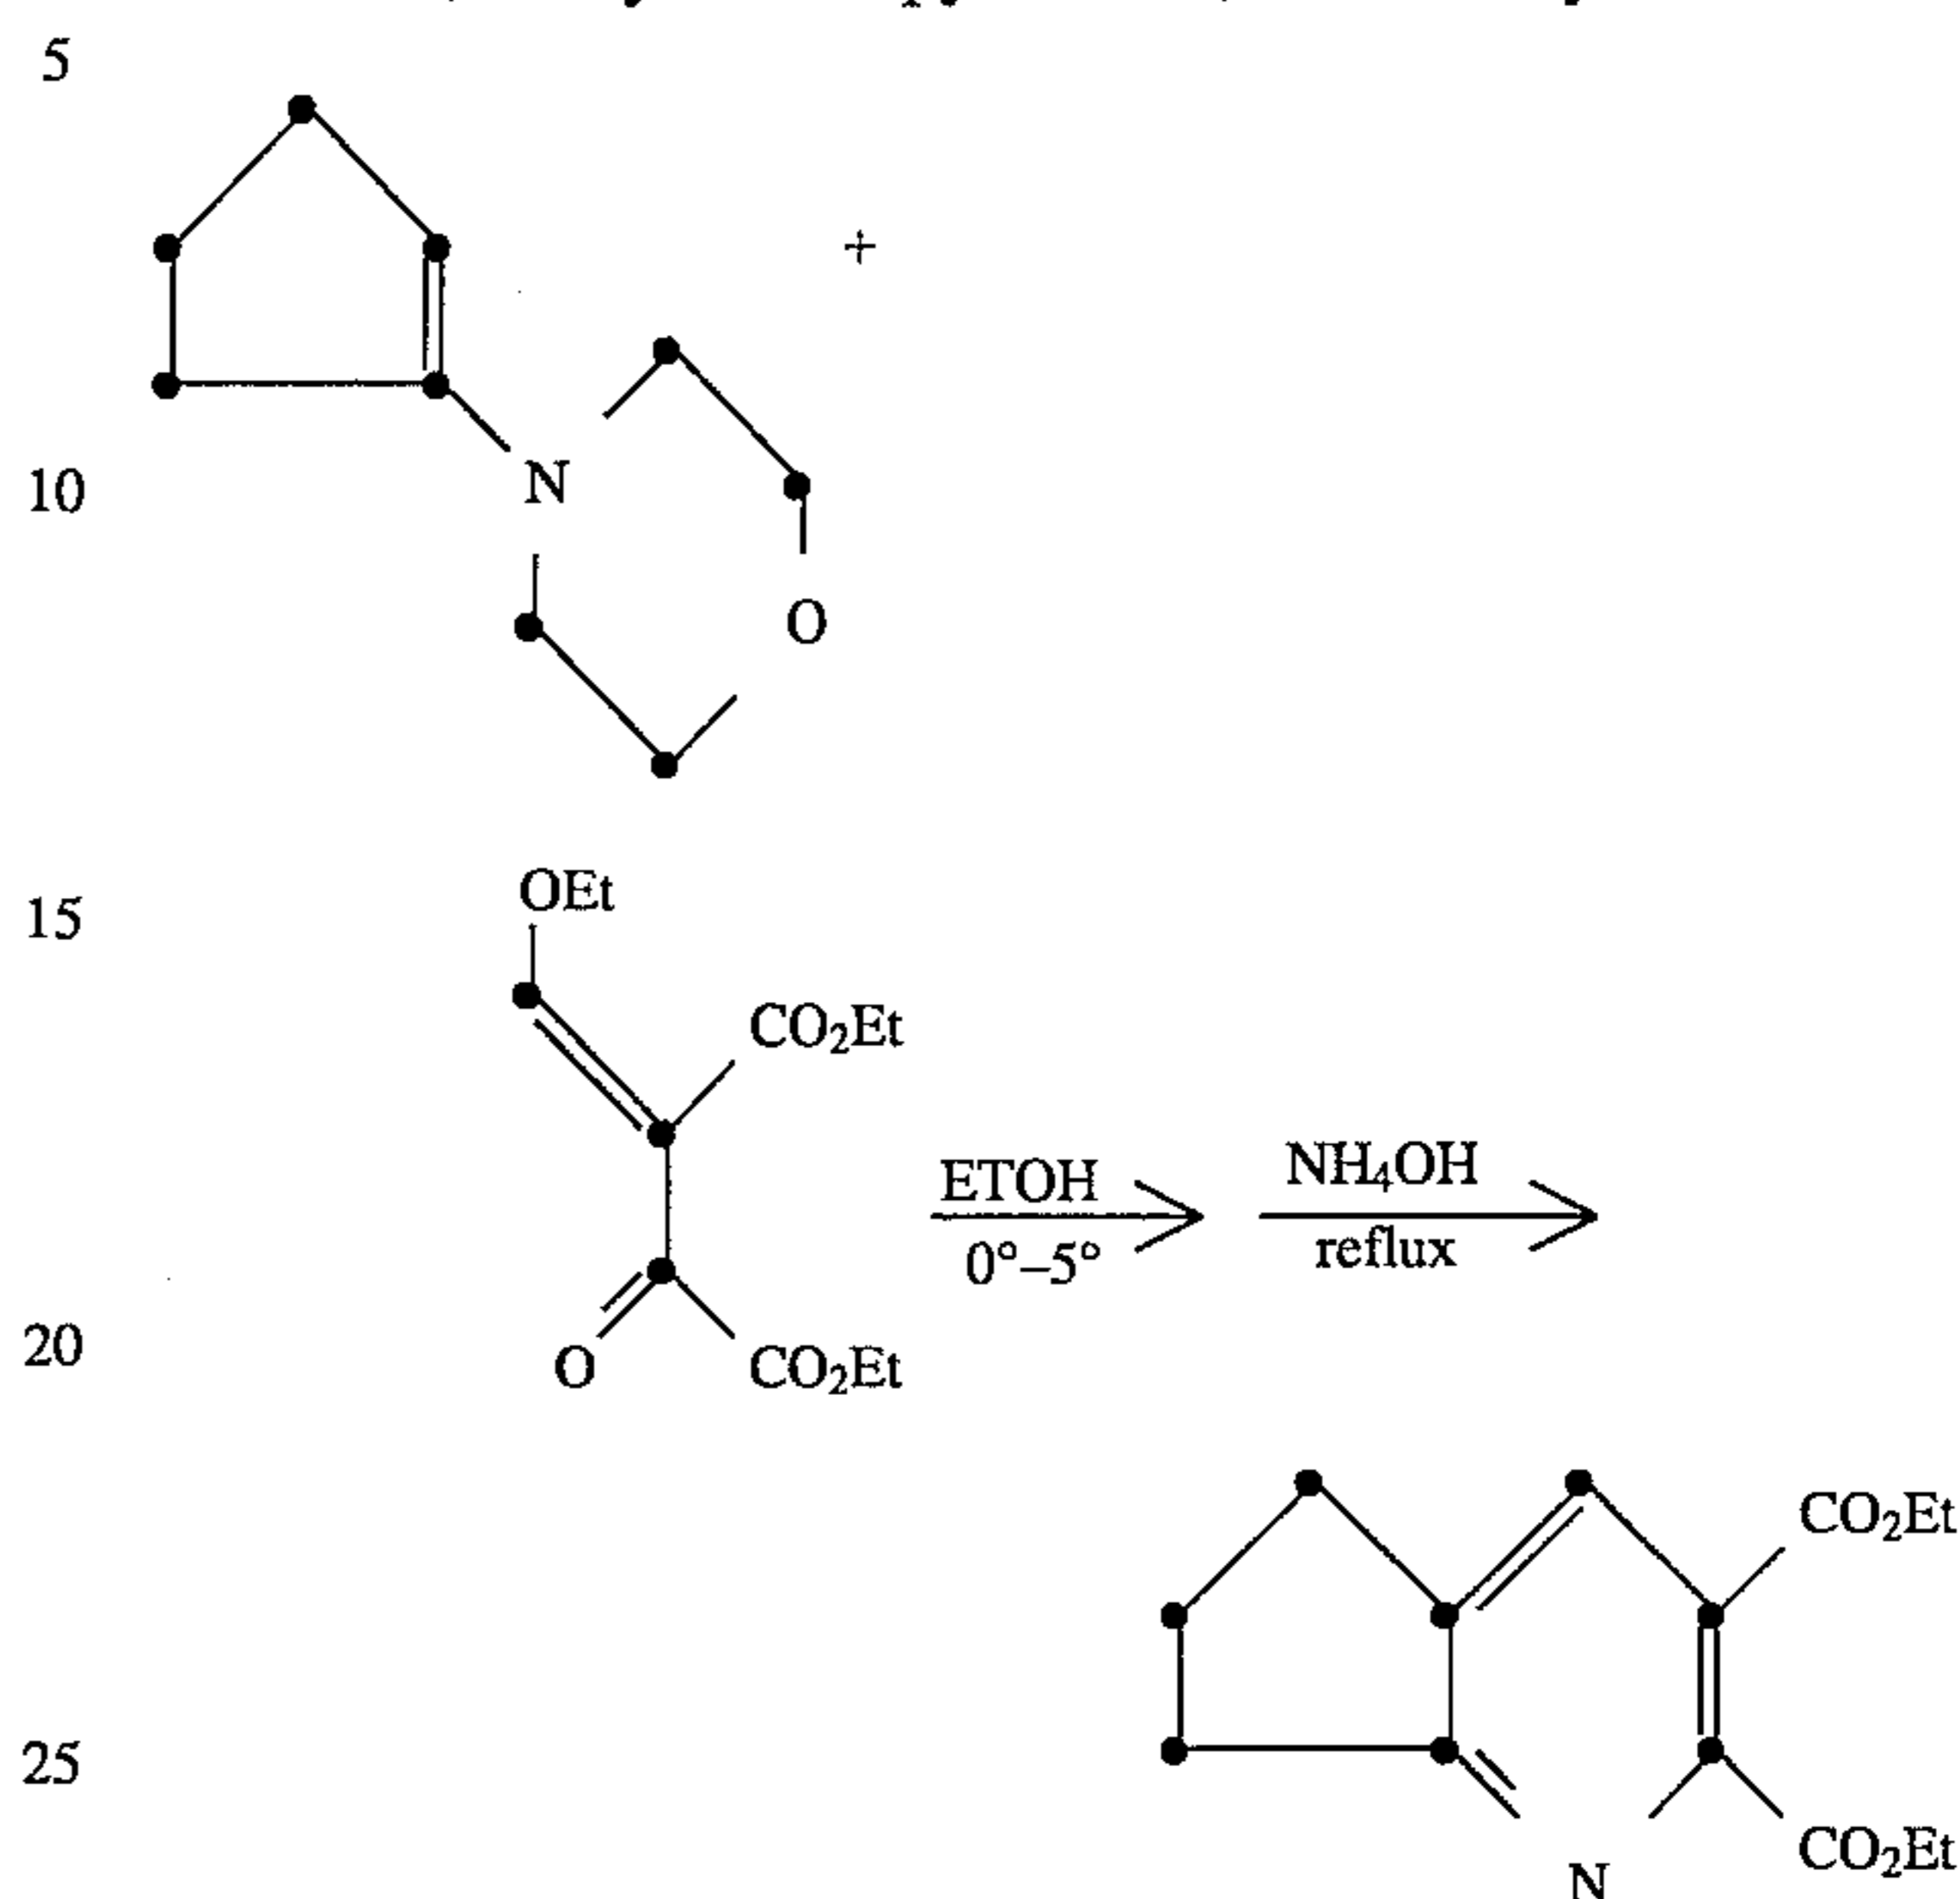 5
+
10 N
O
OEt
15
CO₂Et
ETOH NH₄OH
0°–5° reflux
20 O CO₂Et
CO₂Et
25
CO₂Et
N